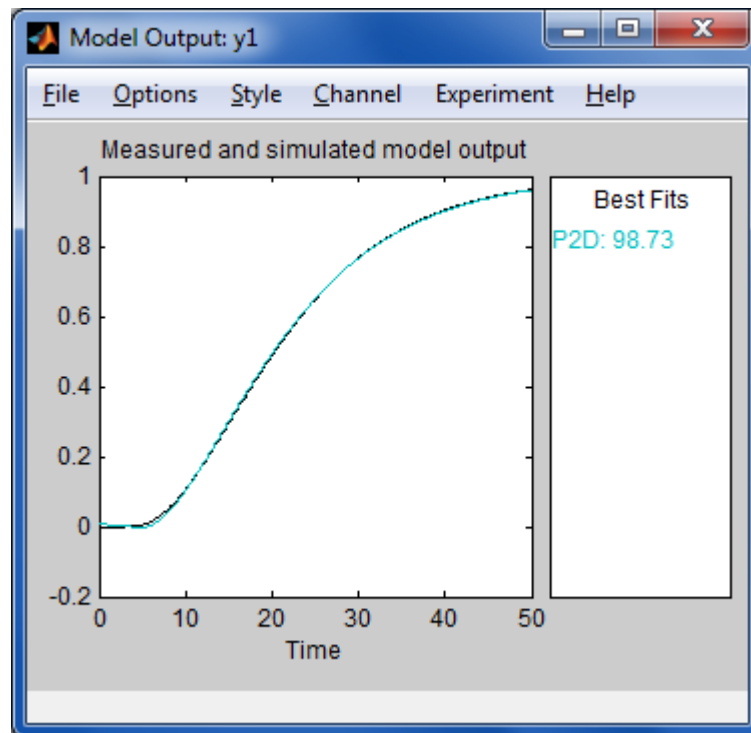 Model Output: y1
File Options Style Channel Experiment Help
Measured and simulated model output
1
0.8
0.6
0.4
0.2
0
-0.2
0 10 20 30 40 50
Time
Best Fits
P2D: 98.73